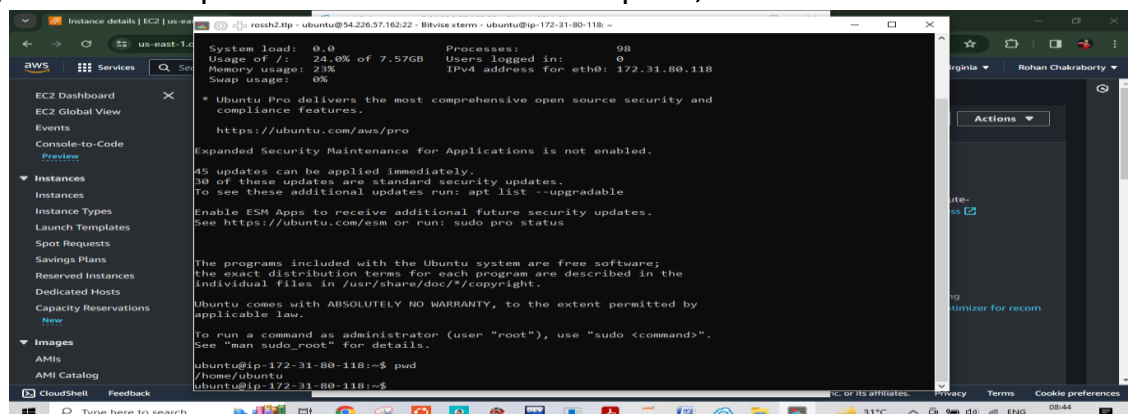 Instance details | EC2 | us-eas
rossh2.tlp - ubuntu@54.226.57.162:22 - Bitvise xterm - ubuntu@ip-172-31-80-118: ~
us-east-1.c
aws
Services
irginia
Rohan Chakraborty
EC2 Dashboard
EC2 Global View
Events
Console-to-Code
Preview
Instances
Instances
Instance Types
Launch Templates
Spot Requests
Savings Plans
Reserved Instances
Dedicated Hosts
Capacity Reservations
New
Images
AMIs
AMI Catalog
System load: 0.0 Processes: 98
Usage of /: 24.0% of 7.57GB Users logged in: 0
Memory usage: 23% IPv4 address for eth0: 172.31.80.118
Swap usage: 0%
* Ubuntu Pro delivers the most comprehensive open source security and
compliance features.
https://ubuntu.com/aws/pro
Expanded Security Maintenance for Applications is not enabled.
45 updates can be applied immediately.
30 of these updates are standard security updates.
To see these additional updates run: apt list --upgradable
Enable ESM Apps to receive additional future security updates.
See https://ubuntu.com/esm or run: sudo pro status
The programs included with the Ubuntu system are free software;
the exact distribution terms for each program are described in the
individual files in /usr/share/doc/*/copyright.
Ubuntu comes with ABSOLUTELY NO WARRANTY, to the extent permitted by
applicable law.
To run a command as administrator (user "root"), use "sudo <command>".
See "man sudo_root" for details.
ubuntu@ip-172-31-80-118:~$ pwd
/home/ubuntu
ubuntu@ip-172-31-80-118:~$
Actions
ute-
ss
ng
timizer for recom
CloudShell Feedback
nc. or its affiliates. Privacy Terms Cookie preferences
Type here to search
31°C
ENG
08:44